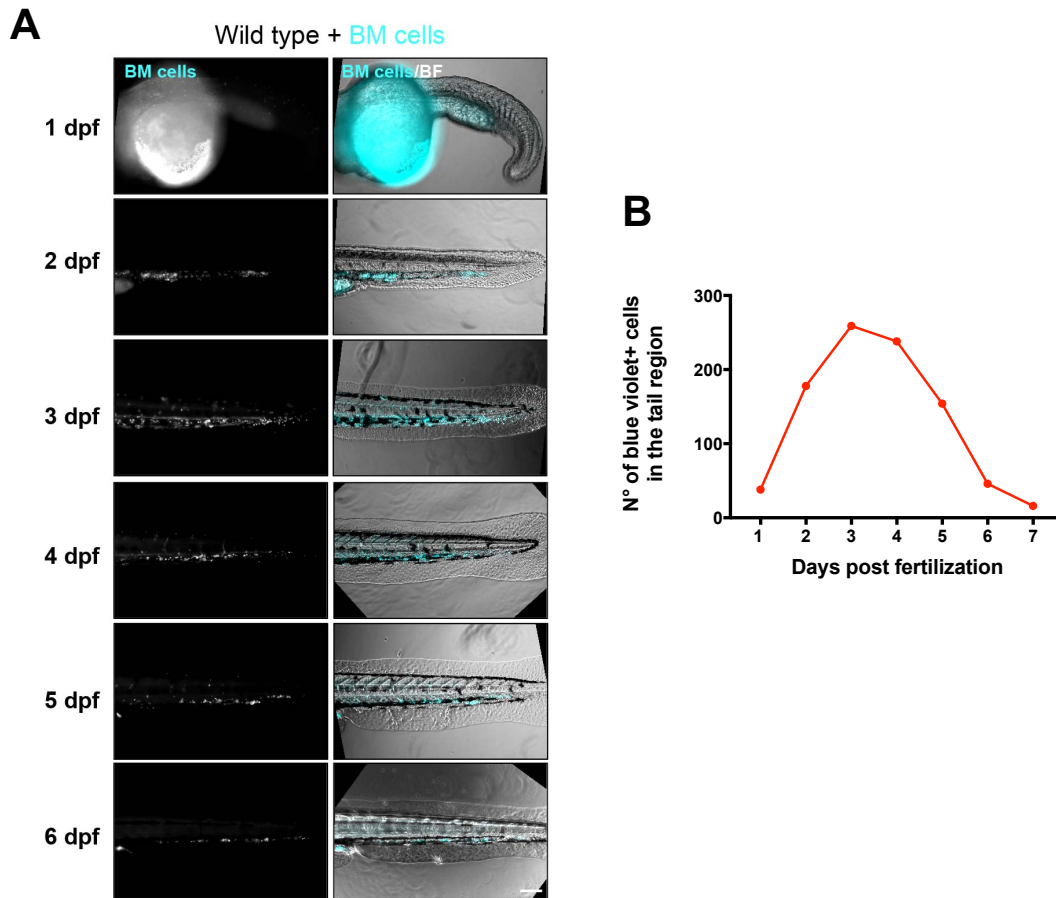 A
Wild type + BM cells
BM cells
BM cells/BF
1 dpf
2 dpf
3 dpf
4 dpf
5 dpf
6 dpf
B
N° of blue violet+ cells
in the tail region
300
200
100
0
1 2 3 4 5 6 7
Days post fertilization